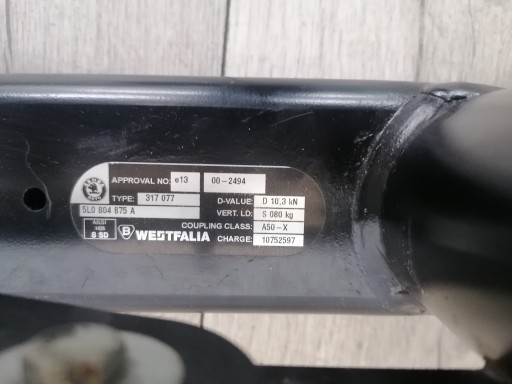 APPROVAL NO: e13 00-2494
TYPE: 317 077 D-VALUE: D 10,3 kN
5L0 804 875 A VERT. LD: S 080 kg
COUPLING CLASS: A50-X
WESTFALIA CHARGE: 10752597